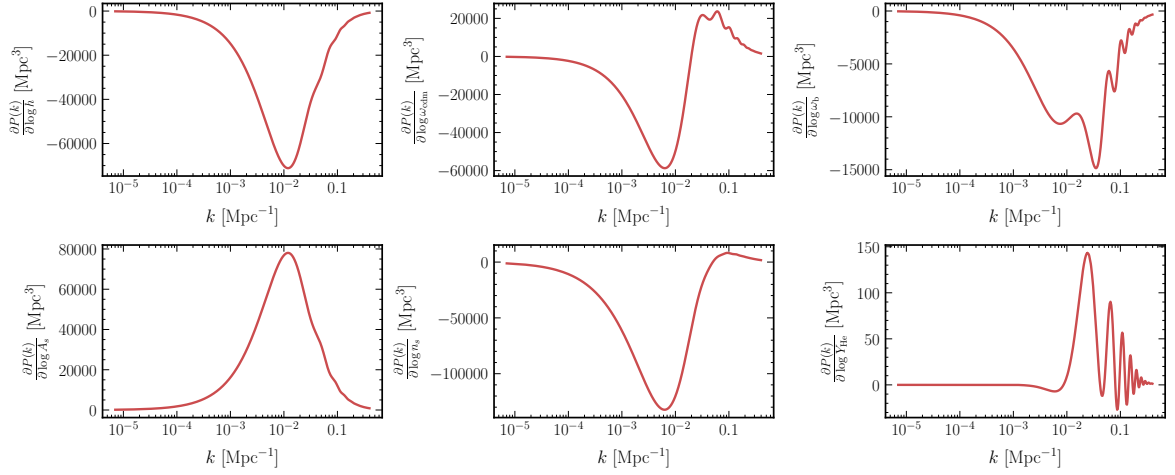 ∂P(k)/∂ log h [Mpc³]
0
−20000
−40000
−60000
10⁻⁵ 10⁻⁴ 10⁻³ 10⁻² 0.1
k [Mpc⁻¹]
∂P(k)/∂ log ω_cdm [Mpc³]
20000
0
−20000
−40000
−60000
10⁻⁵ 10⁻⁴ 10⁻³ 10⁻² 0.1
k [Mpc⁻¹]
∂P(k)/∂ log ω_b [Mpc³]
0
−5000
−10000
−15000
10⁻⁵ 10⁻⁴ 10⁻³ 10⁻² 0.1
k [Mpc⁻¹]
∂P(k)/∂ log A_s [Mpc³]
80000
60000
40000
20000
0
10⁻⁵ 10⁻⁴ 10⁻³ 10⁻² 0.1
k [Mpc⁻¹]
∂P(k)/∂ log n_s [Mpc³]
0
−50000
−100000
10⁻⁵ 10⁻⁴ 10⁻³ 10⁻² 0.1
k [Mpc⁻¹]
∂P(k)/∂ log Y_He [Mpc³]
150
100
50
0
10⁻⁵ 10⁻⁴ 10⁻³ 10⁻² 0.1
k [Mpc⁻¹]